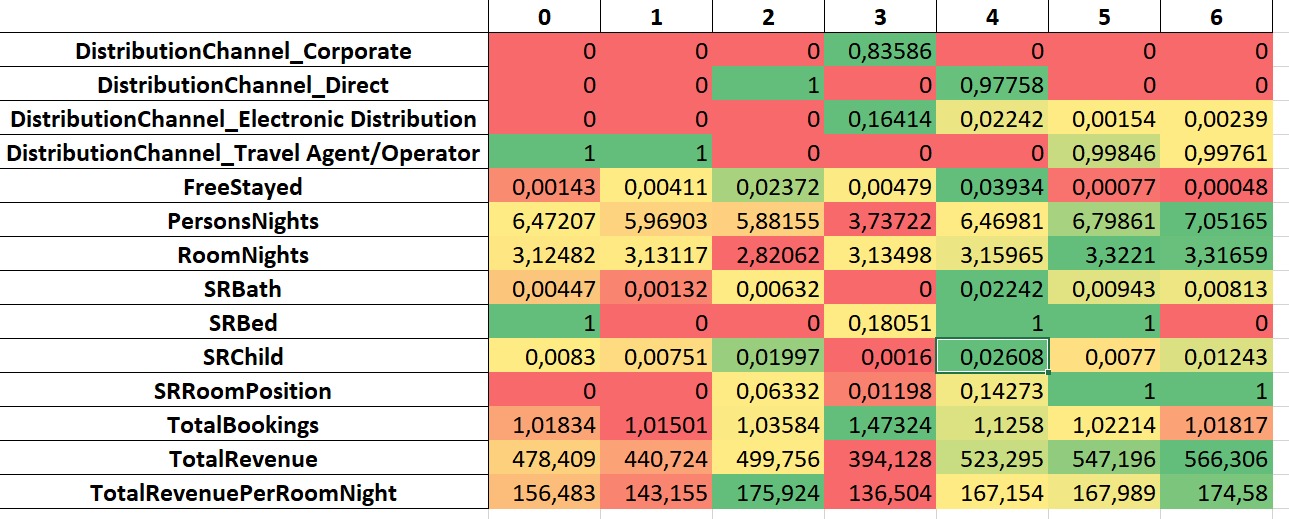 0 1 2 3 4 5 6
DistributionChannel_Corporate 0 0 0 0,83586 0 0 0
DistributionChannel_Direct 0 0 1 0 0,97758 0 0
DistributionChannel_Electronic Distribution 0 0 0 0,16414 0,02242 0,00154 0,00239
DistributionChannel_Travel Agent/Operator 1 1 0 0 0 0,99846 0,99761
FreeStayed 0,00143 0,00411 0,02372 0,00479 0,03934 0,00077 0,00048
PersonsNights 6,47207 5,96903 5,88155 3,73722 6,46981 6,79861 7,05165
RoomNights 3,12482 3,13117 2,82062 3,13498 3,15965 3,3221 3,31659
SRBath 0,00447 0,00132 0,00632 0 0,02242 0,00943 0,00813
SRBed 1 0 0 0,18051 1 1 0
SRChild 0,0083 0,00751 0,01997 0,0016 0,02608 0,0077 0,01243
SRRoomPosition 0 0 0,06332 0,01198 0,14273 1 1
TotalBookings 1,01834 1,01501 1,03584 1,47324 1,1258 1,02214 1,01817
TotalRevenue 478,409 440,724 499,756 394,128 523,295 547,196 566,306
TotalRevenuePerRoomNight 156,483 143,155 175,924 136,504 167,154 167,989 174,58